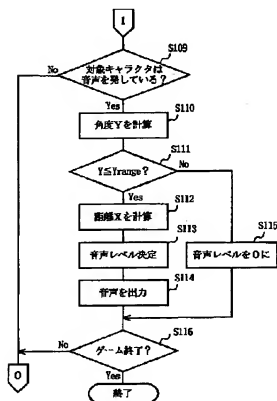 1
S109
対象キャラクタは
音声を発している?
No
Yes
S110
角度Yを計算
S111
Y≦Yrange?
No
Yes
S112
距離Xを計算
S113
音声レベル決定
S115
音声レベルを0に
S114
音声を出力
S116
ゲーム終了?
No
Yes
0
終了